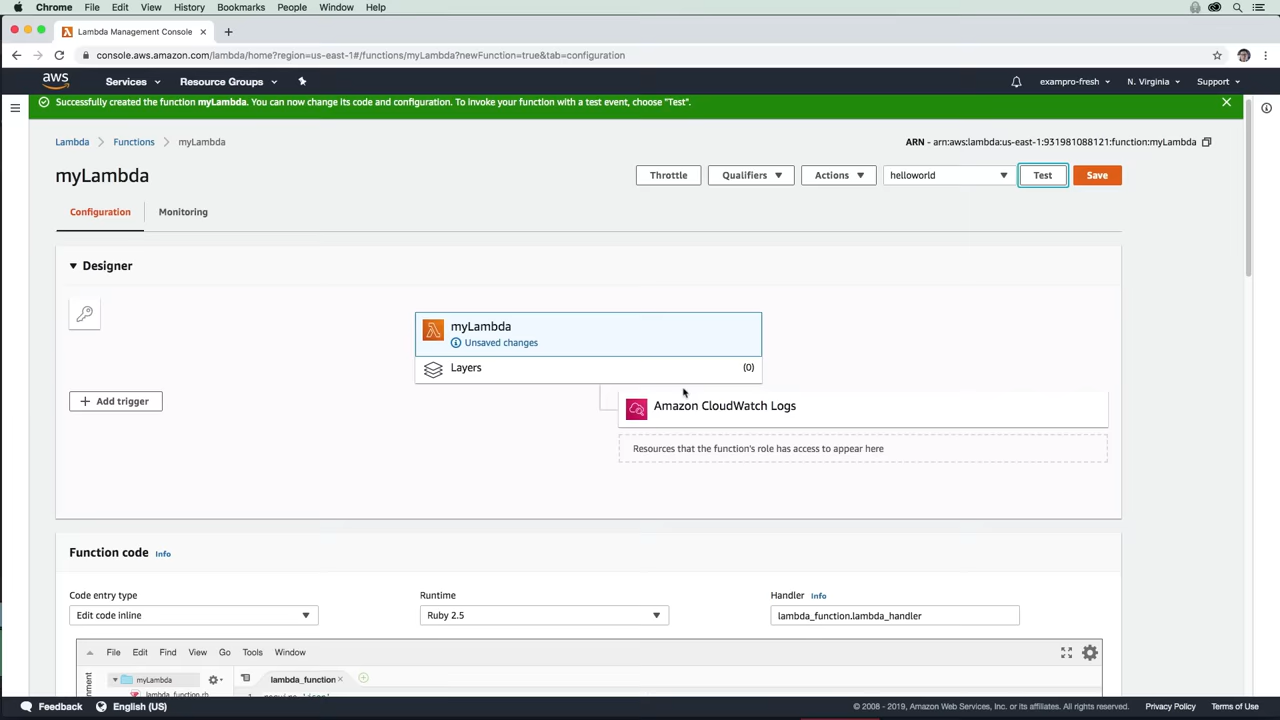 Chrome File Edit View History Bookmarks People Window Help
Lambda Management Console
console.aws.amazon.com/lambda/home?region=us-east-1#/functions/myLambda?newFunction=true&tab=configuration
aws Services Resource Groups exampro-fresh N. Virginia Support
Successfully created the function myLambda. You can now change its code and configuration. To invoke your function with a test event, choose "Test".
Lambda Functions myLambda ARN - arn:aws:lambda:us-east-1:931981088121:function:myLambda
myLambda Throttle Qualifiers Actions helloworld Test Save
Configuration Monitoring
Designer
myLambda
Unsaved changes
Layers (0)
Add trigger
Amazon CloudWatch Logs
Resources that the function's role has access to appear here
Function code Info
Code entry type Runtime Handler Info
Edit code inline Ruby 2.5 lambda_function.lambda_handler
File Edit Find View Go Tools Window
myLambda lambda_function
lambda_function.rb
Feedback English (US) © 2008 - 2019, Amazon Web Services, Inc. or its affiliates. All rights reserved. Privacy Policy Terms of Use